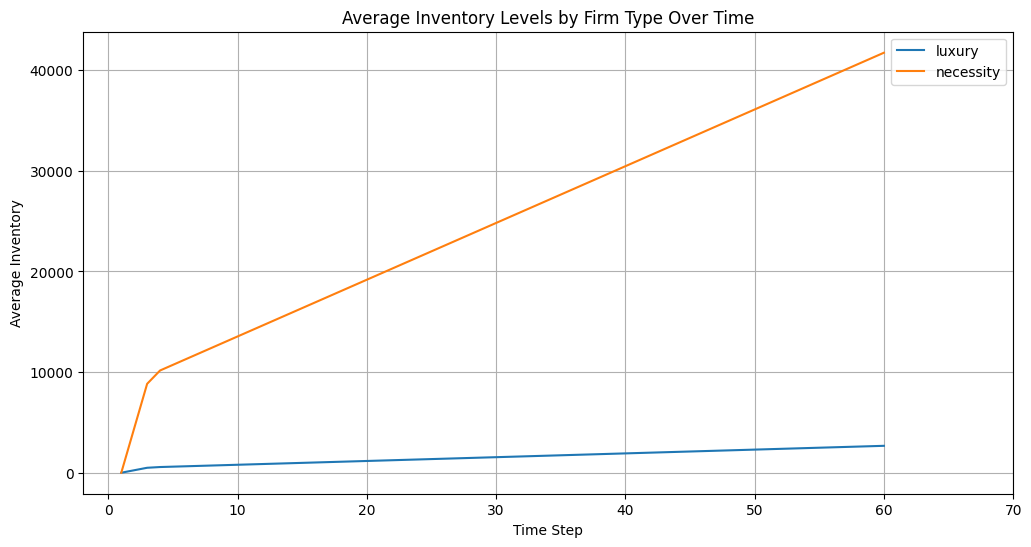 Average Inventory Levels by Firm Type Over Time
luxury
necessity
Average Inventory
40000
30000
20000
10000
0
0 10 20 30 40 50 60 70
Time Step